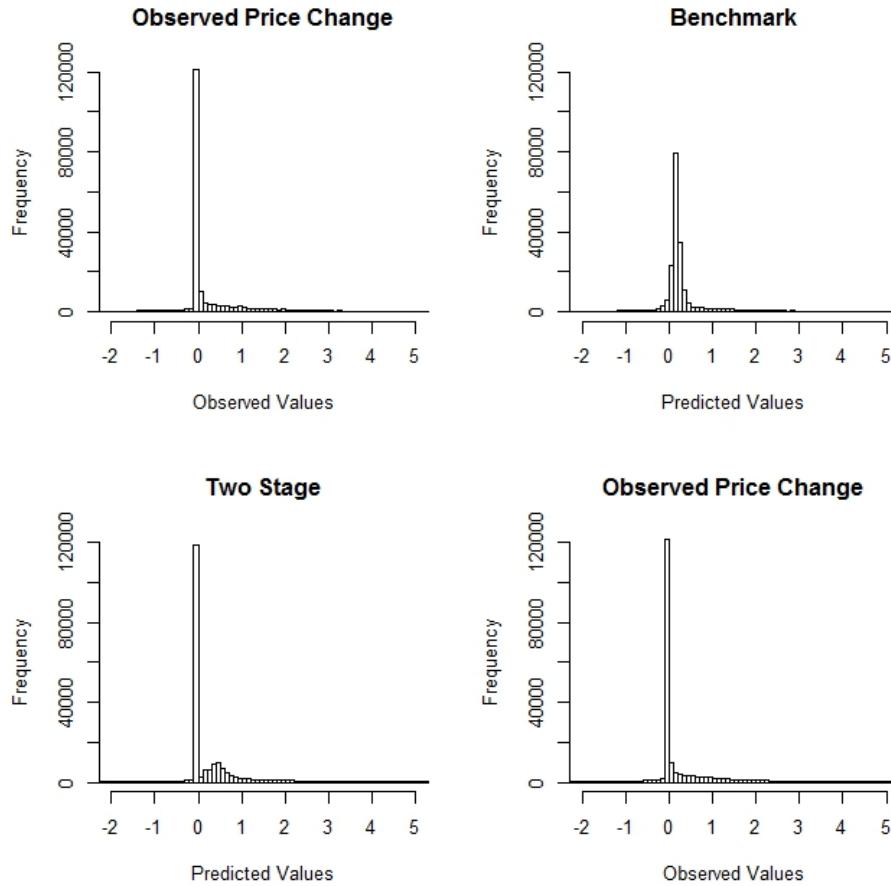 Observed Price Change
Frequency
0 40000 80000 120000
-2 -1 0 1 2 3 4 5
Observed Values
Benchmark
Frequency
0 40000 80000 120000
-2 -1 0 1 2 3 4 5
Predicted Values
Two Stage
Frequency
0 40000 80000 120000
-2 -1 0 1 2 3 4 5
Predicted Values
Observed Price Change
Frequency
0 40000 80000 120000
-2 -1 0 1 2 3 4 5
Observed Values